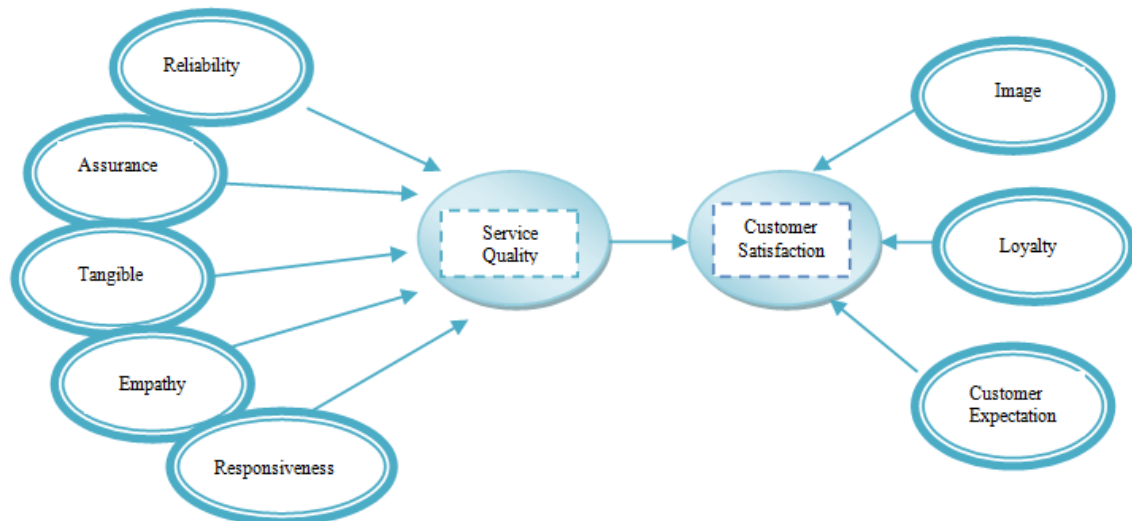 Reliability
Assurance
Tangible
Empathy
Responsiveness
Service
Quality
Customer
Satisfaction
Image
Loyalty
Customer
Expectation